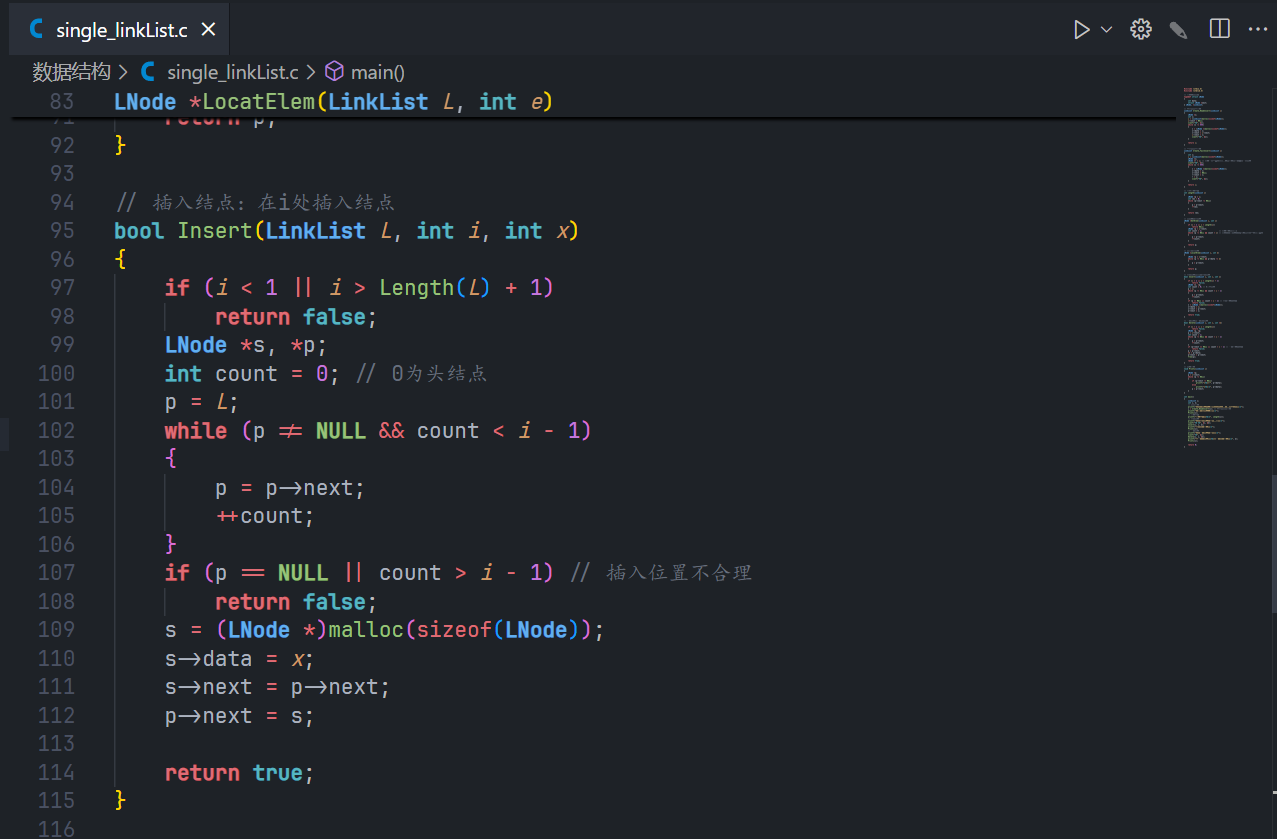 single_linkList.c
数据结构 > single_linkList.c > main()
83 LNode *LocatElem(LinkList L, int e)
91 return p;
92 }
93
94 // 插入结点：在i处插入结点
95 bool Insert(LinkList L, int i, int x)
96 {
97 if (i < 1 || i > Length(L) + 1)
98 return false;
99 LNode *s, *p;
100 int count = 0; // 0为头结点
101 p = L;
102 while (p != NULL && count < i - 1)
103 {
104 p = p->next;
105 ++count;
106 }
107 if (p == NULL || count > i - 1) // 插入位置不合理
108 return false;
109 s = (LNode *)malloc(sizeof(LNode));
110 s->data = x;
111 s->next = p->next;
112 p->next = s;
113
114 return true;
115 }
116